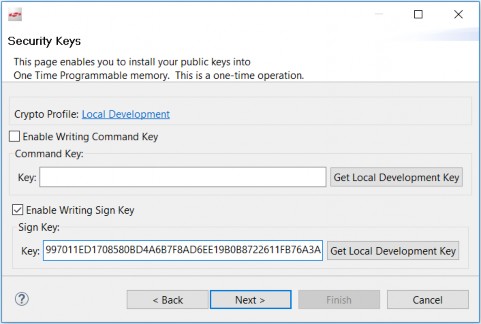 Security Keys
This page enables you to install your public keys into
One Time Programmable memory. This is a one-time operation.
Crypto Profile: Local Development
Enable Writing Command Key
Command Key:
Key: Get Local Development Key
Enable Writing Sign Key
Sign Key:
Key: 997011ED1708580BD4A6B7F8AD6EE19B0B8722611FB76A3A Get Local Development Key
? < Back Next > Finish Cancel